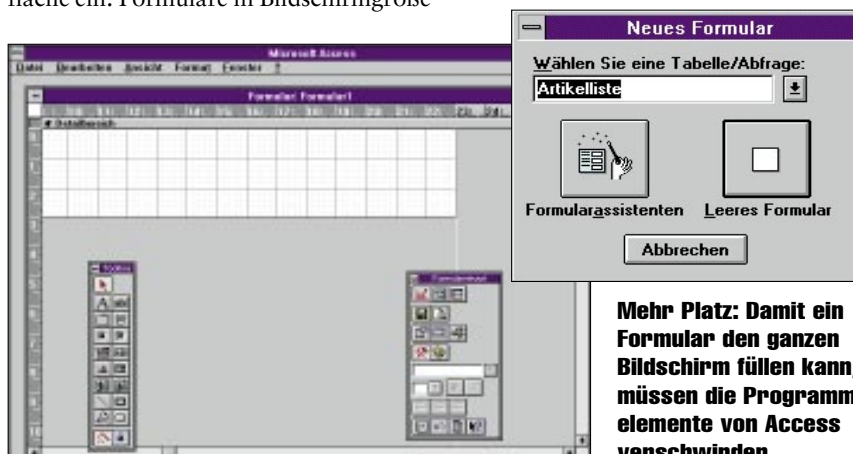 fläche ein. Formulare in Bildschirmgröße
Microsoft Access
Datei Bearbeiten Ansicht Format Fenster ?
Formular: Formular1
Detailbereich
Toolbox
Neues Formular
Wählen Sie eine Tabelle/Abfrage:
Artikelliste
Formularassistenten
Leeres Formular
Abbrechen
Mehr Platz: Damit ein
Formular den ganzen
Bildschirm füllen kann,
müssen die Programm
elemente von Access
verschwinden